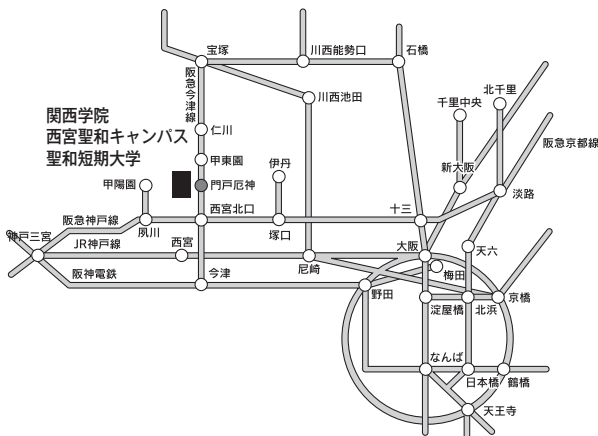 宝塚
川西能勢口
石橋
阪急今津線
川西池田
北千里
千里中央
関西学院
西宮聖和キャンパス
聖和短期大学
仁川
阪急京都線
甲東園
伊丹
新大阪
甲陽園
門戸厄神
淡路
阪急神戸線
西宮北口
十三
神戸三宮
夙川
塚口
JR神戸線
西宮
大阪
天六
阪神電鉄
今津
尼崎
梅田
野田
淀屋橋
北浜
京橋
なんば
日本橋
鶴橋
天王寺